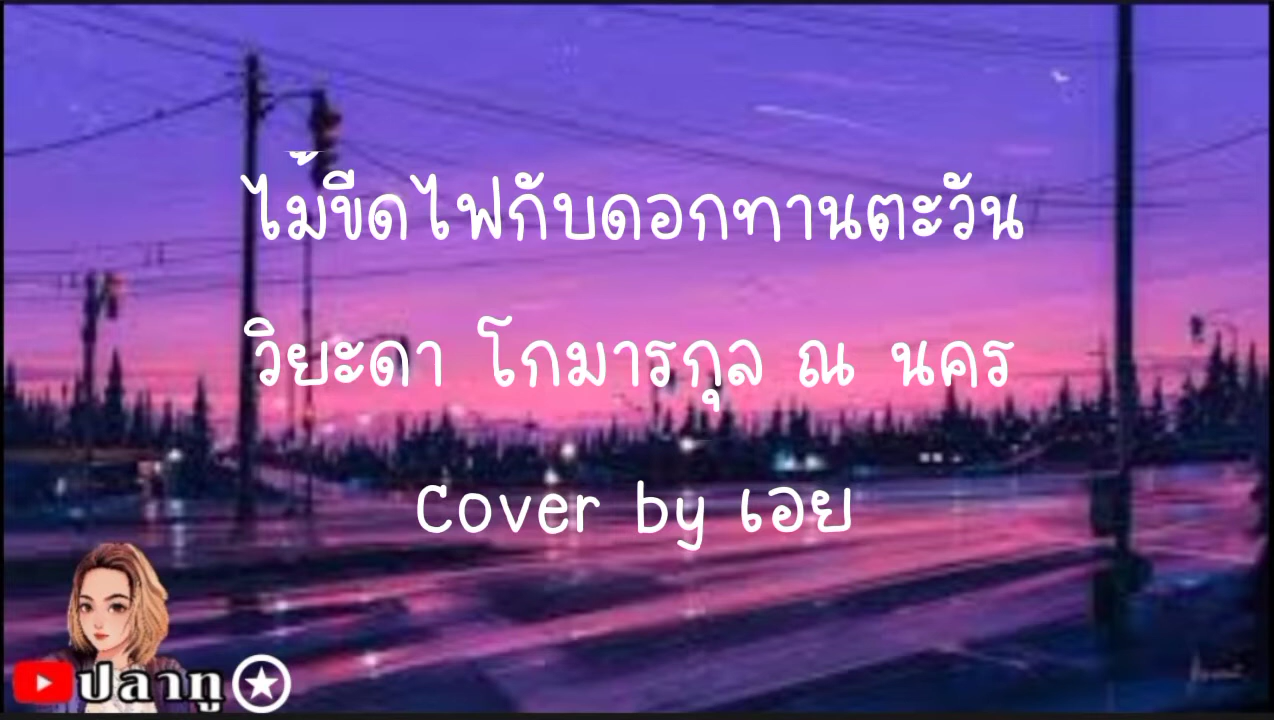 ไม้ขีดไฟกับดอกทานตะวัน
วิยะดา โกมารกุล ณ นคร
Cover by เอย
ปลาทู